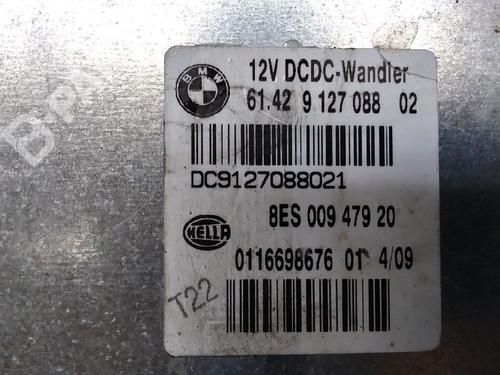 BMW
12V DCDC-Wandler
61.42 9 127 088 02
DC9127088021
8ES 009 479 20
HELLA
0116698676 01 4/09
T22